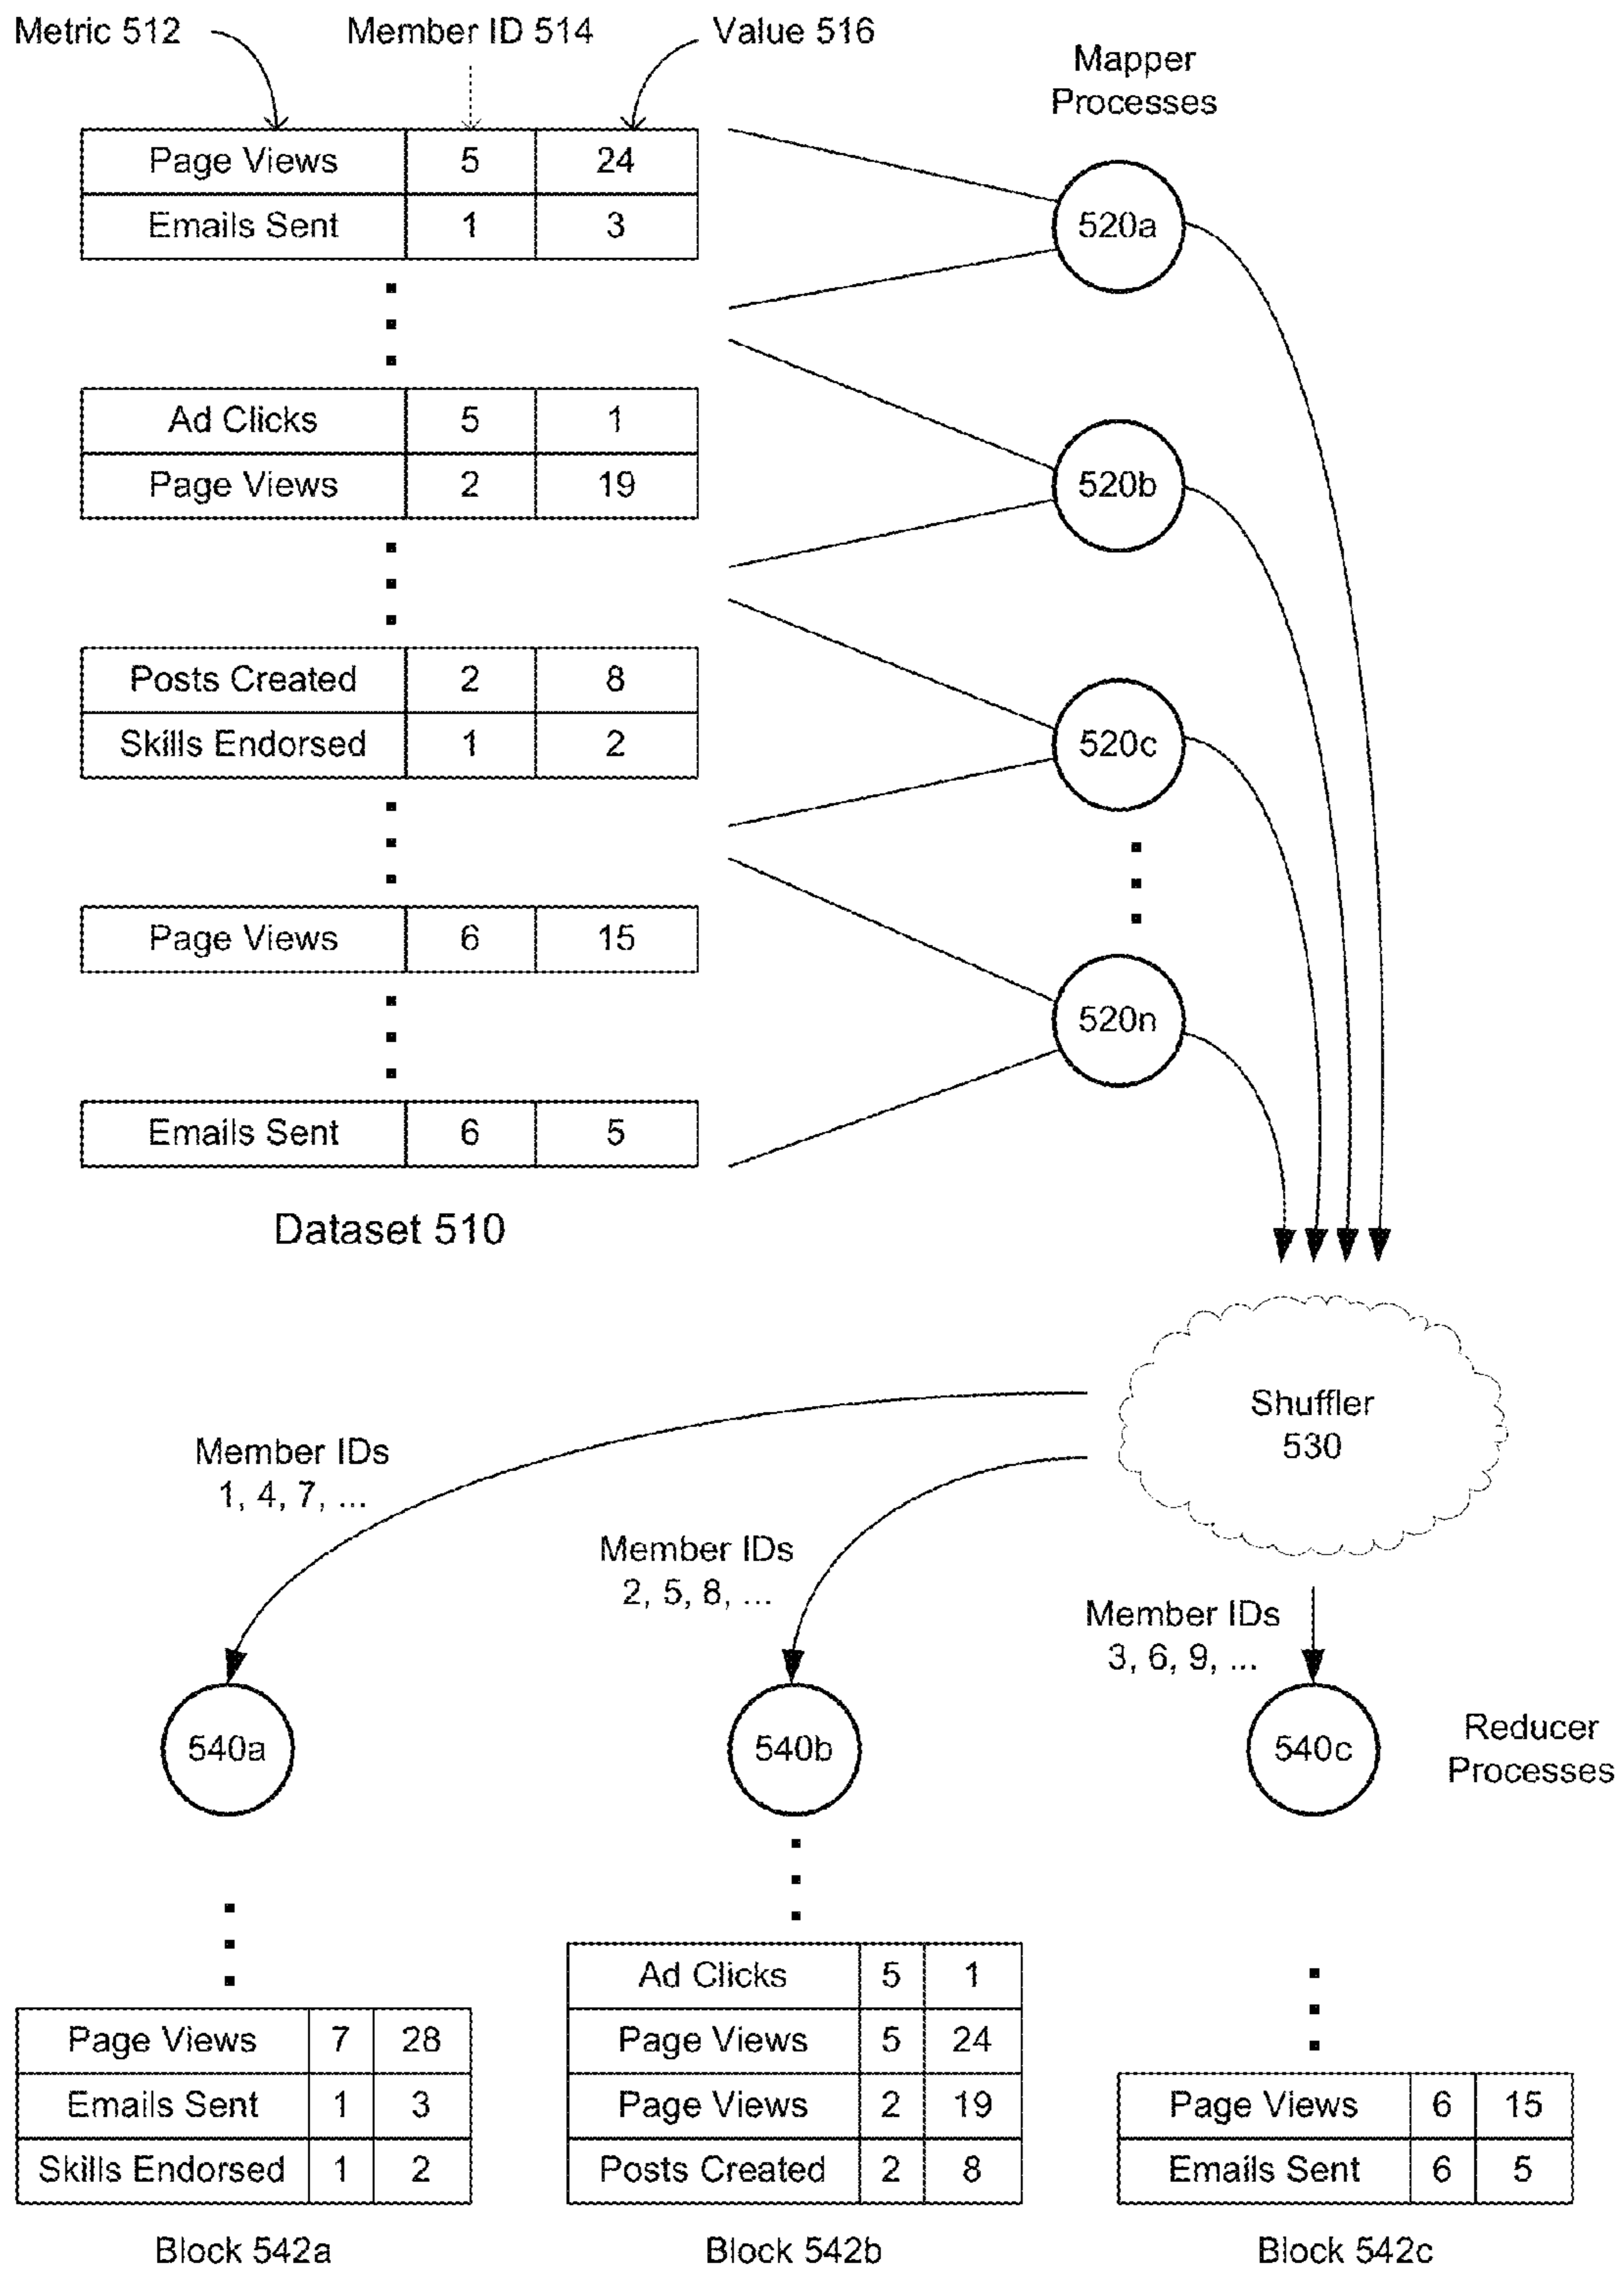 Metric 512
Member ID 514
Value 516
Mapper
Processes
Page Views 5 24
Emails Sent 1 3
520a
Ad Clicks 5 1
Page Views 2 19
520b
Posts Created 2 8
Skills Endorsed 1 2
520c
Page Views 6 15
520n
Emails Sent 6 5
Dataset 510
Shuffler
530
Member IDs
1, 4, 7, ...
Member IDs
2, 5, 8, ...
Member IDs
3, 6, 9, ...
540a
540b
540c
Reducer
Processes
Page Views 7 28
Emails Sent 1 3
Skills Endorsed 1 2
Block 542a
Ad Clicks 5 1
Page Views 5 24
Page Views 2 19
Posts Created 2 8
Block 542b
Page Views 6 15
Emails Sent 6 5
Block 542c